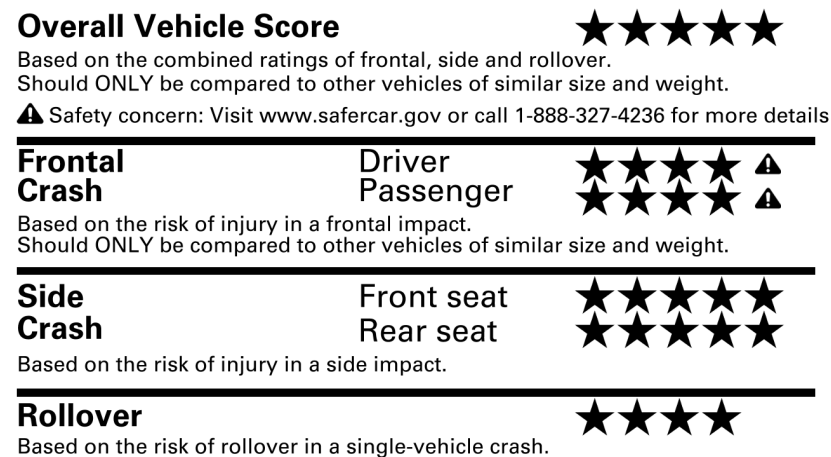 Overall Vehicle Score ★★★★★
Based on the combined ratings of frontal, side and rollover.
Should ONLY be compared to other vehicles of similar size and weight.
⚠ Safety concern: Visit www.safercar.gov or call 1-888-327-4236 for more details
Frontal Driver ★★★★ ⚠
Crash Passenger ★★★★ ⚠
Based on the risk of injury in a frontal impact.
Should ONLY be compared to other vehicles of similar size and weight.
Side Front seat ★★★★★
Crash Rear seat ★★★★★
Based on the risk of injury in a side impact.
Rollover ★★★★
Based on the risk of rollover in a single-vehicle crash.